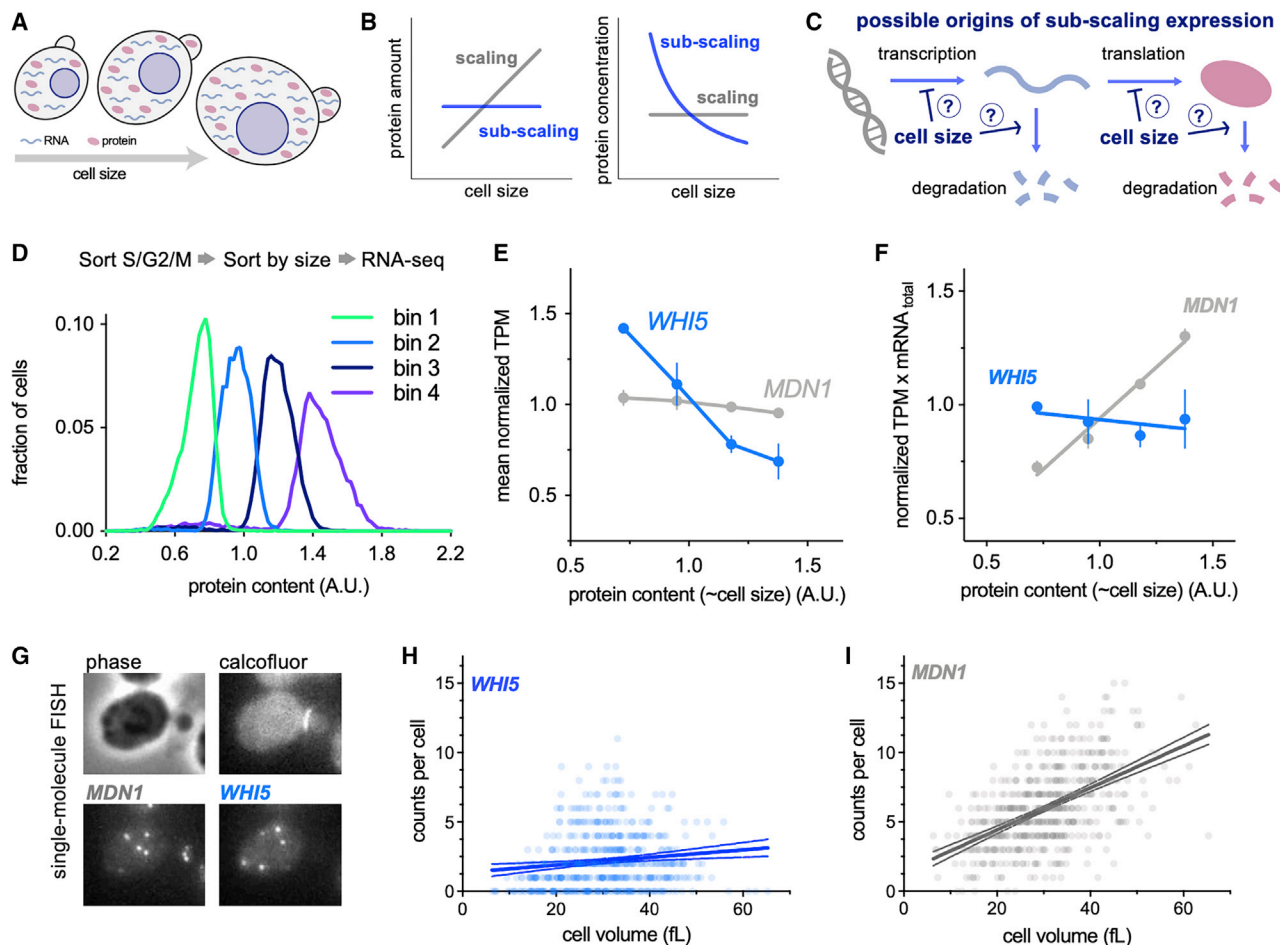 A
RNA
protein
cell size
B
protein amount
scaling
sub-scaling
cell size
protein concentration
sub-scaling
scaling
cell size
C
possible origins of sub-scaling expression
transcription
translation
?
?
?
?
cell size
cell size
degradation
degradation
D
Sort S/G2/M Sort by size RNA-seq
fraction of cells
0.10
0.05
0.00
bin 1
bin 2
bin 3
bin 4
0.2 0.6 1.0 1.4 1.8 2.2
protein content (A.U.)
E
mean normalized TPM
1.5
1.0
0.5
WHI5
MDN1
0.5 1.0 1.5
protein content (~cell size) (A.U.)
F
normalized TPM x mRNA total
1.5
1.0
0.5
MDN1
WHI5
0.5 1.0 1.5
protein content (~cell size) (A.U.)
G
single-molecule FISH
phase calcofluor
MDN1 WHI5
H
WHI5
counts per cell
15
10
5
0
0 20 40 60
cell volume (fL)
I
MDN1
counts per cell
15
10
5
0
0 20 40 60
cell volume (fL)